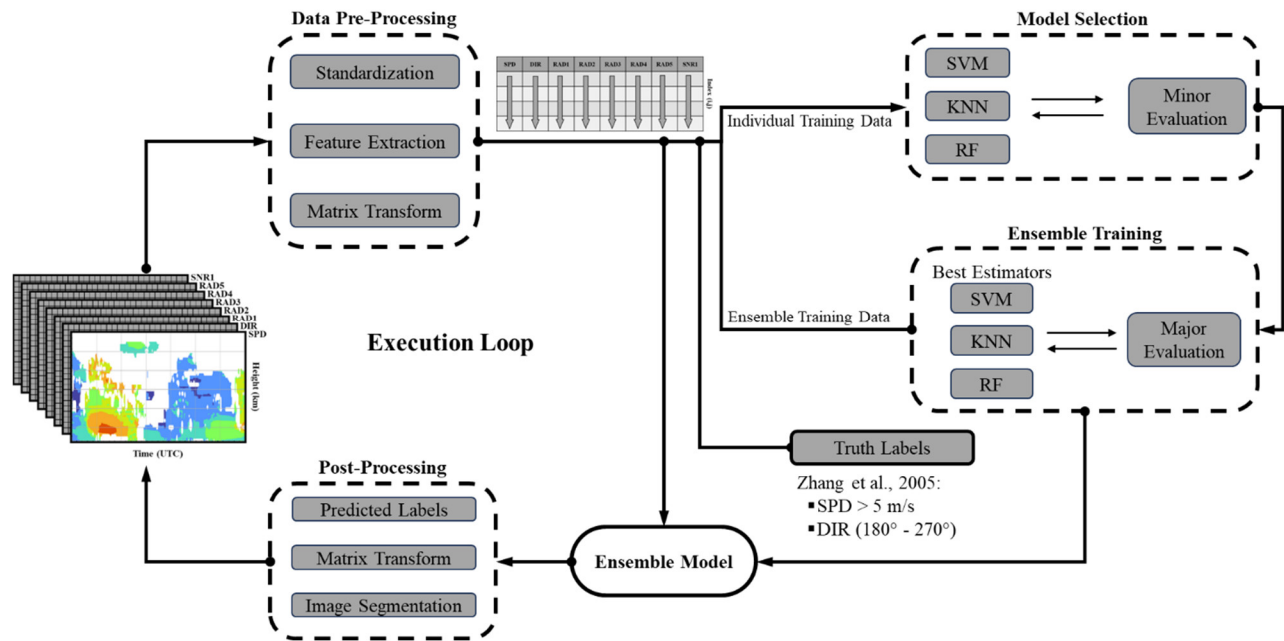 Data Pre-Processing
Standardization
Feature Extraction
Matrix Transform
SPD DIR RAD1 RAD2 RAD3 RAD4 RAD5 SNR1
Index (i,j)
Model Selection
SVM
KNN
RF
Minor
Evaluation
Individual Training Data
Ensemble Training
Best Estimators
SVM
KNN
RF
Major
Evaluation
Ensemble Training Data
SNR1
RAD5
RAD4
RAD3
RAD2
RAD1
DIR
SPD
Height (km)
Time (UTC)
Execution Loop
Truth Labels
Zhang et al., 2005:
▪SPD > 5 m/s
▪DIR (180° - 270°)
Post-Processing
Predicted Labels
Matrix Transform
Image Segmentation
Ensemble Model